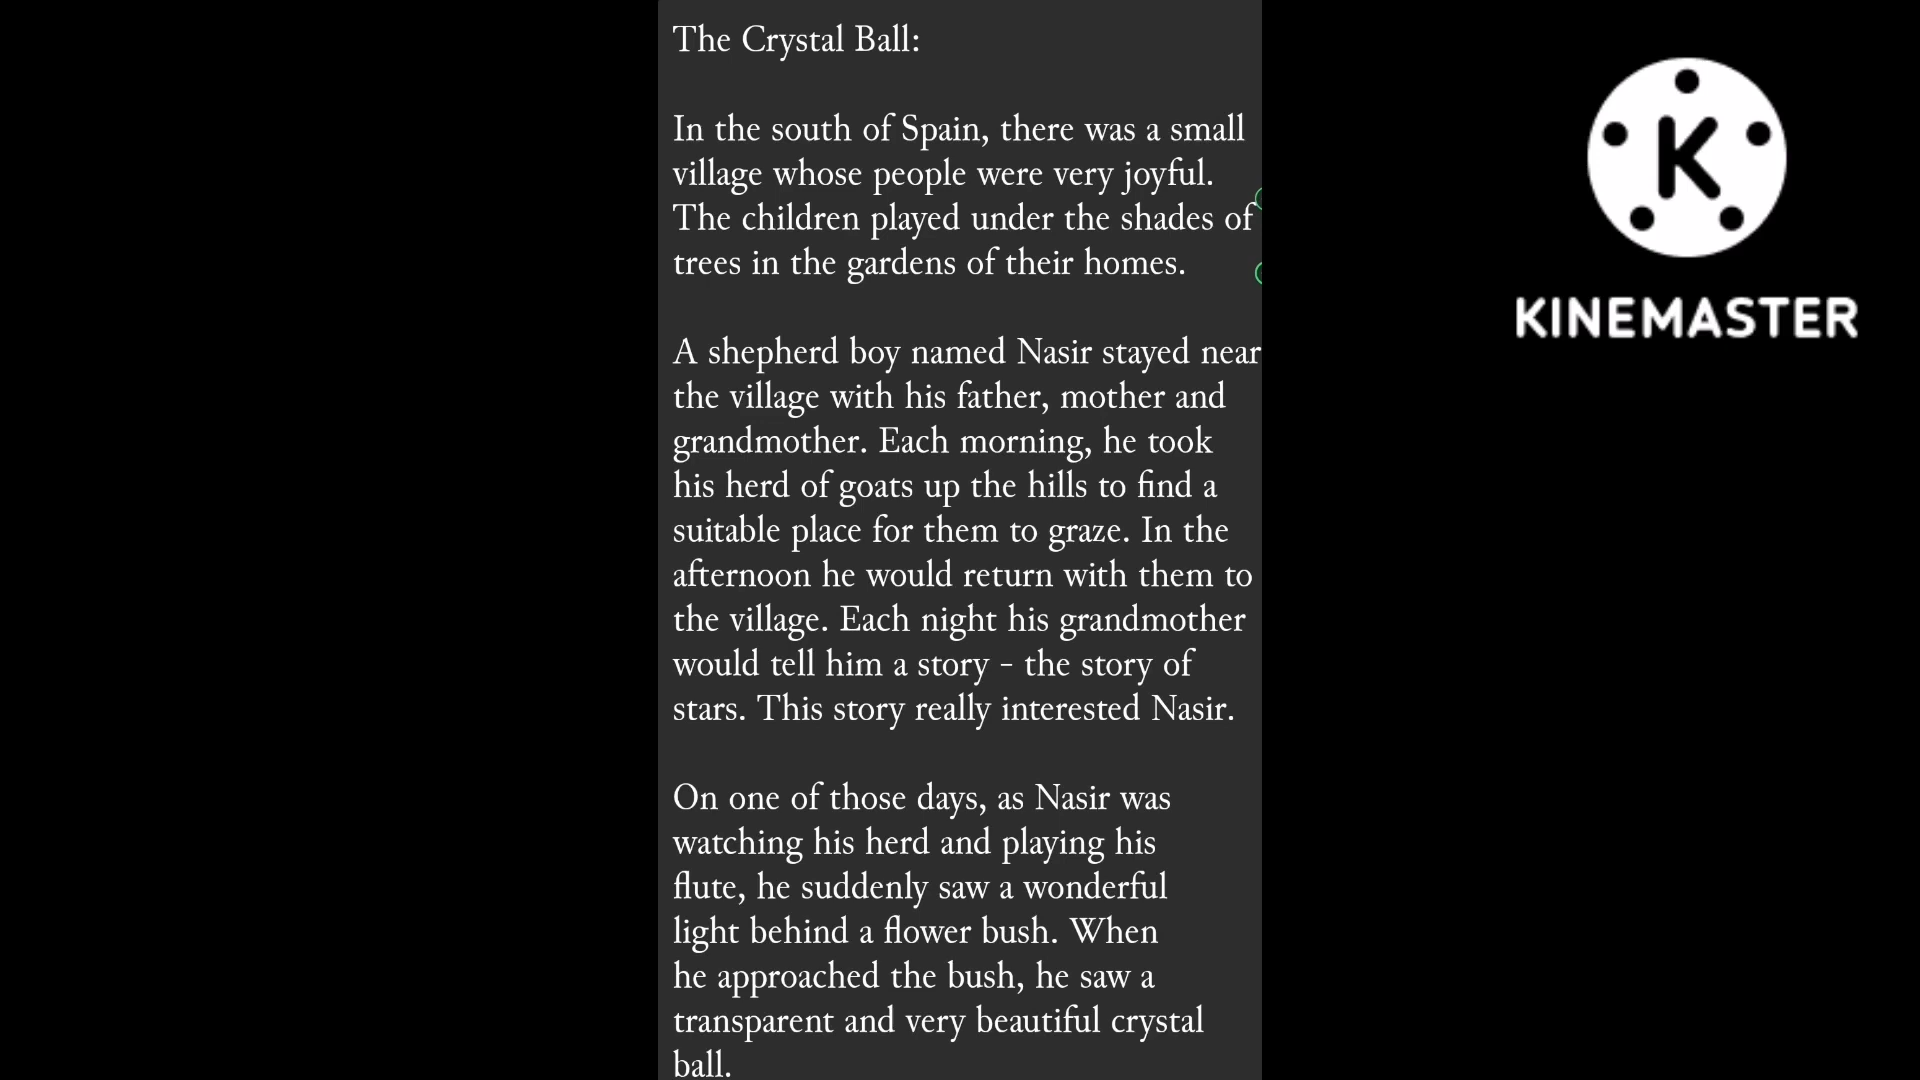 The Crystal Ball:
In the south of Spain, there was a small
village whose people were very joyful.
The children played under the shades of
trees in the gardens of their homes.
A shepherd boy named Nasir stayed near
the village with his father, mother and
grandmother. Each morning, he took
his herd of goats up the hills to find a
suitable place for them to graze. In the
afternoon he would return with them to
the village. Each night his grandmother
would tell him a story - the story of
stars. This story really interested Nasir.
On one of those days, as Nasir was
watching his herd and playing his
flute, he suddenly saw a wonderful
light behind a flower bush. When
he approached the bush, he saw a
transparent and very beautiful crystal
ball.
K
KINEMASTER